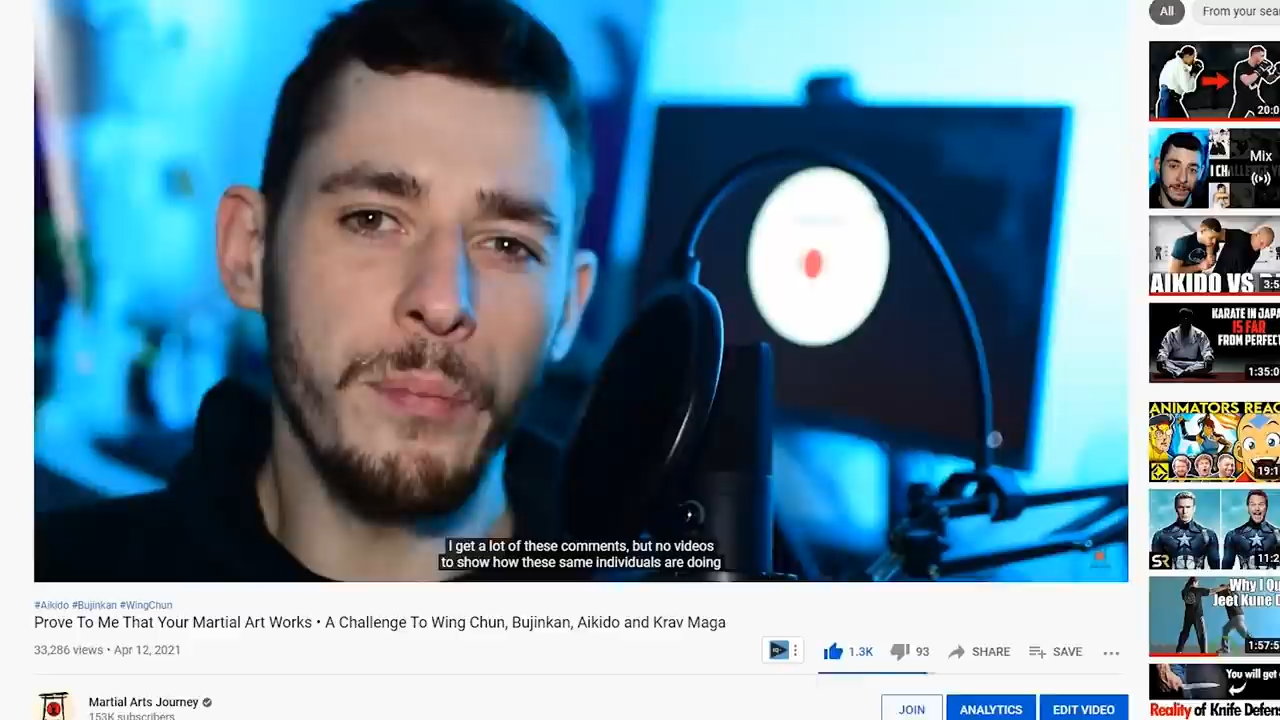 I get a lot of these comments, but no videos
to show how these same individuals are doing
#Aikido #Bujinkan #WingChun
Prove To Me That Your Martial Art Works • A Challenge To Wing Chun, Bujinkan, Aikido and Krav Maga
33,286 views • Apr 12, 2021
1.3K
93
SHARE
SAVE
Martial Arts Journey
153K subscribers
JOIN
ANALYTICS
EDIT VIDEO
All
From your sea
20:0
Mix
I CHALL
AIKIDO VS
3:5
KARATE IN JAPA
IS FAR
FROM PERFECT
1:35:0
ANIMATORS REAC
19:1
SR
11:2
Why I Qu
Jeet Kune D
1:57:5
You will get
Reality of Knife Defens